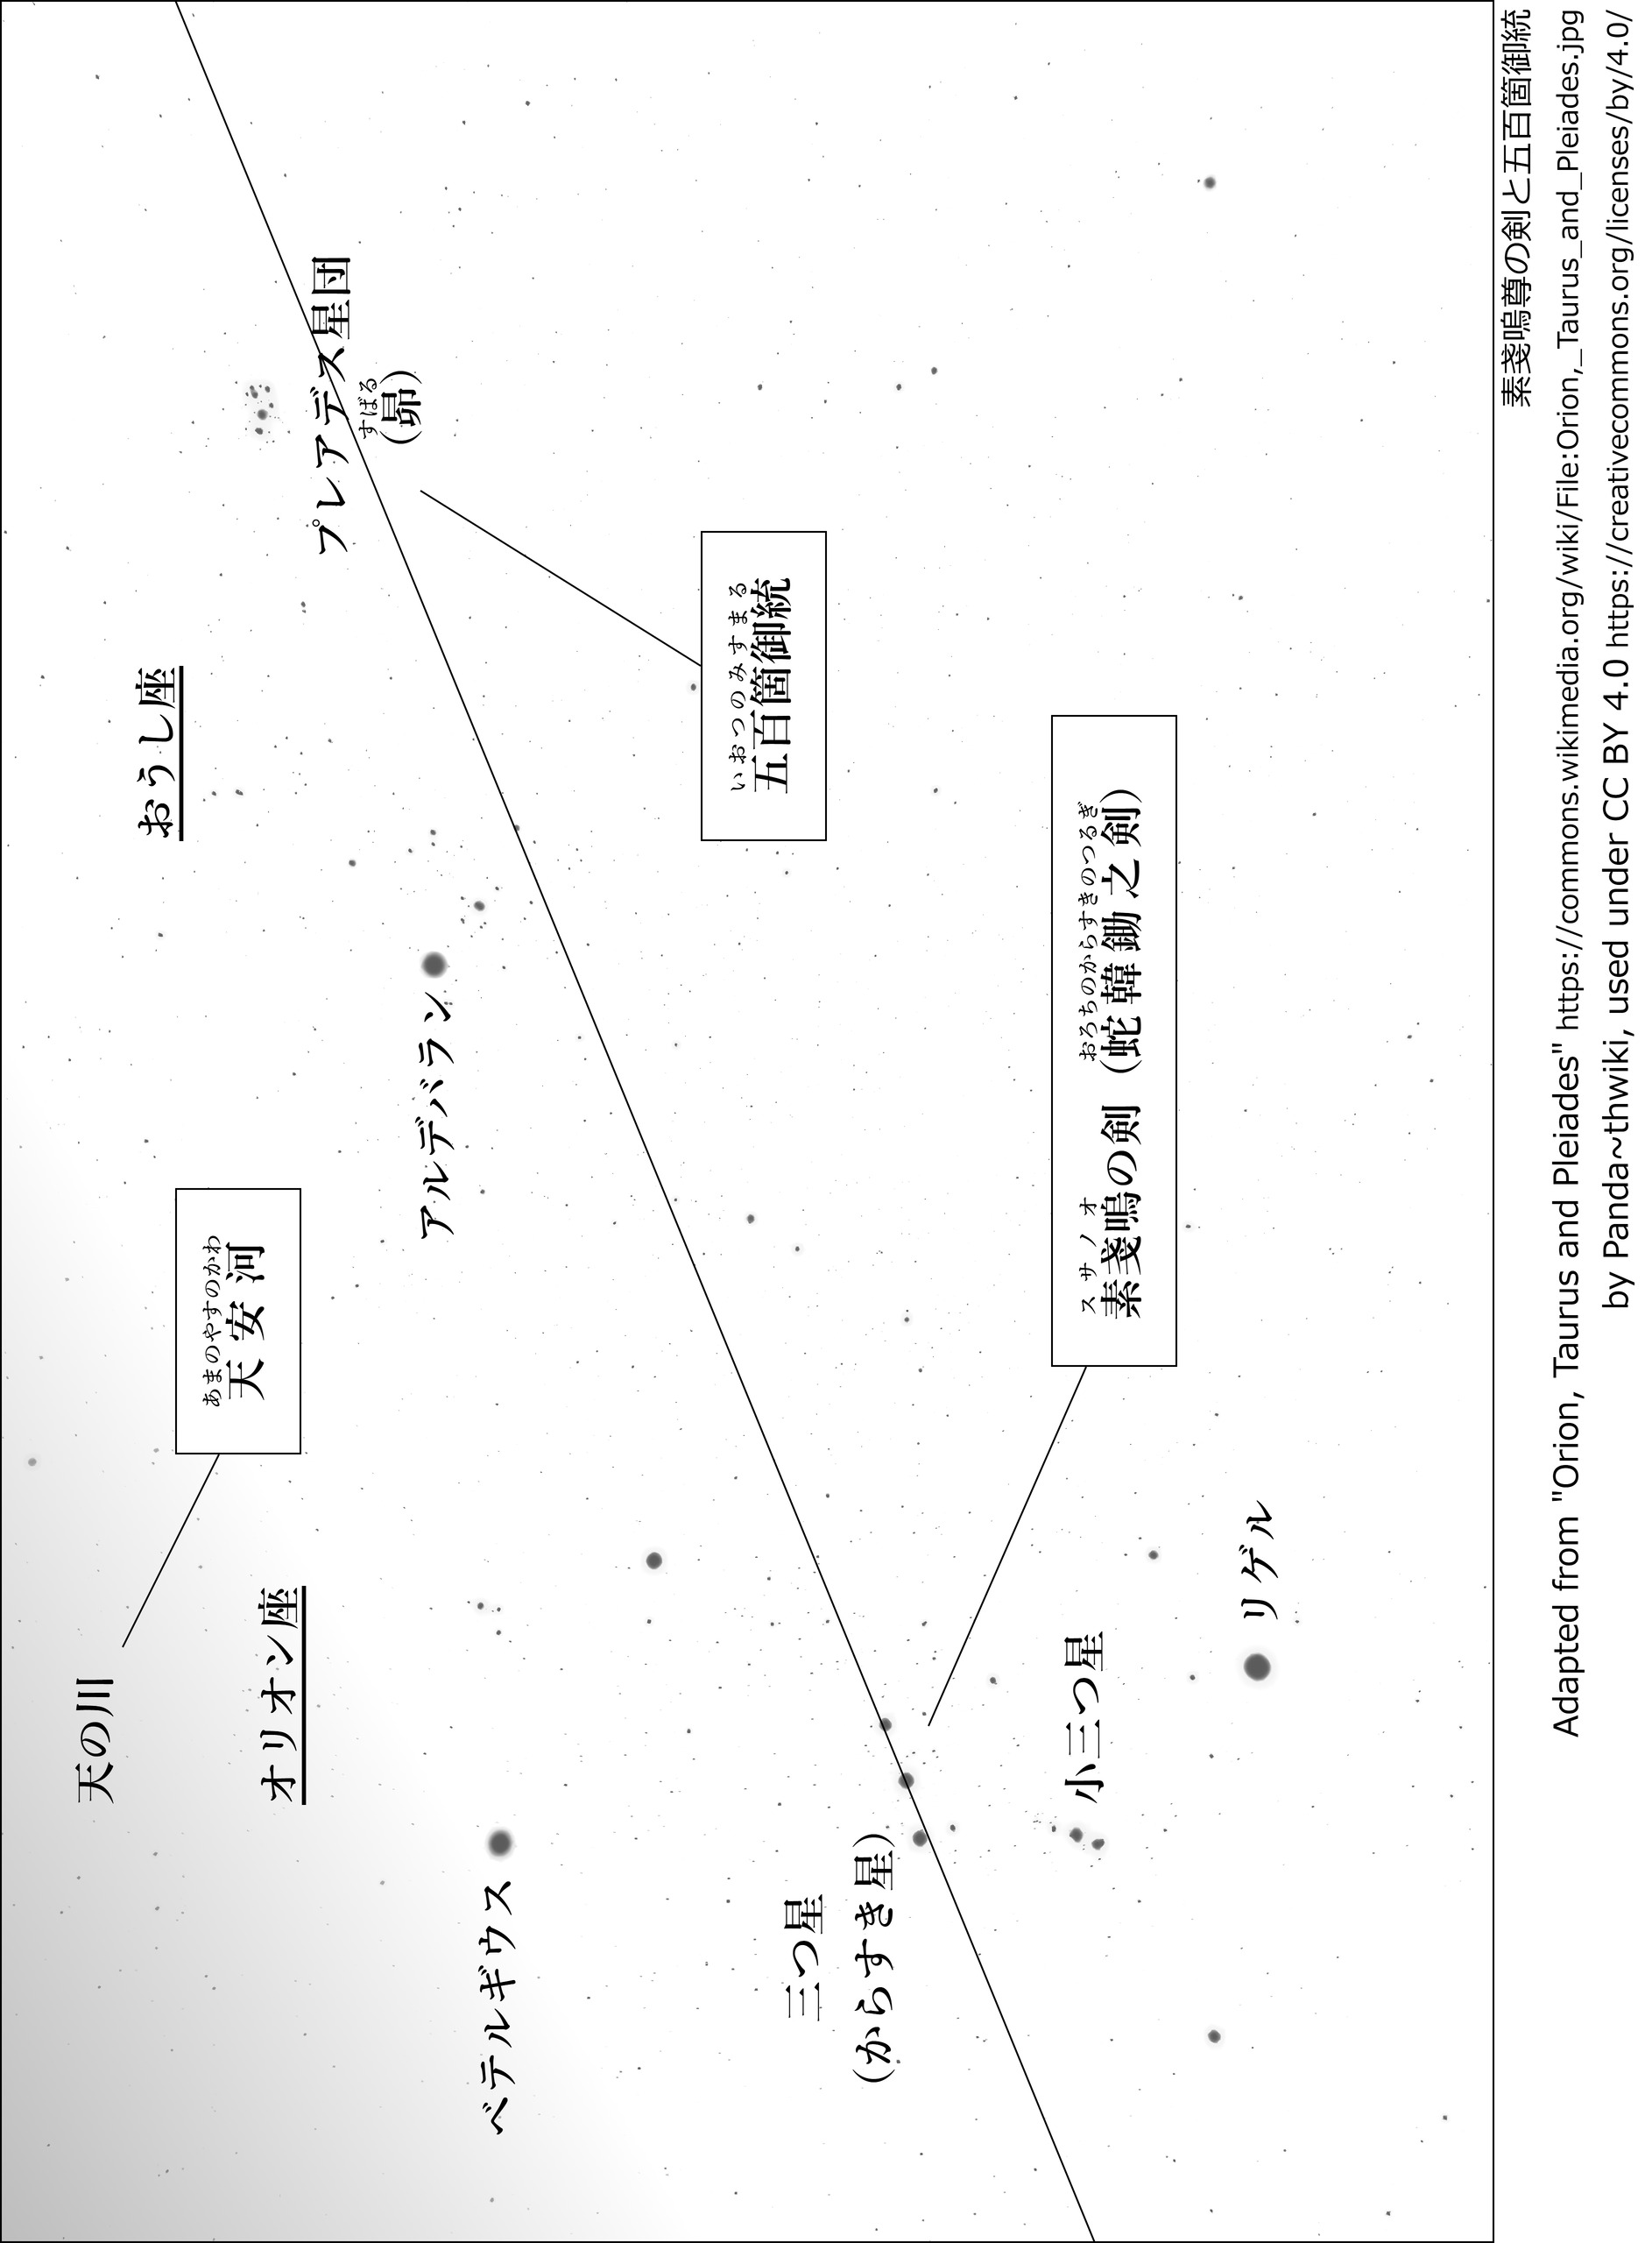 天の川
あまのやすのかわ
天安河
おうし座
オリオン座
プレアデス星団
すばる
(昴)
アルデバラン
ベテルギウス
いおつのみすまる
五百箇御統
三つ星
(からすき星)
小三つ星
スサノオ おろちのからすきのつるぎ
素戔嗚の剣 (蛇韓鋤之剣)
リゲル
素戔嗚尊の剣と五百箇御統
Adapted from "Orion, Taurus and Pleiades" https://commons.wikimedia.org/wiki/File:Orion,_Taurus_and_Pleiades.jpg
by Panda~thwiki, used under CC BY 4.0 https://creativecommons.org/licenses/by/4.0/